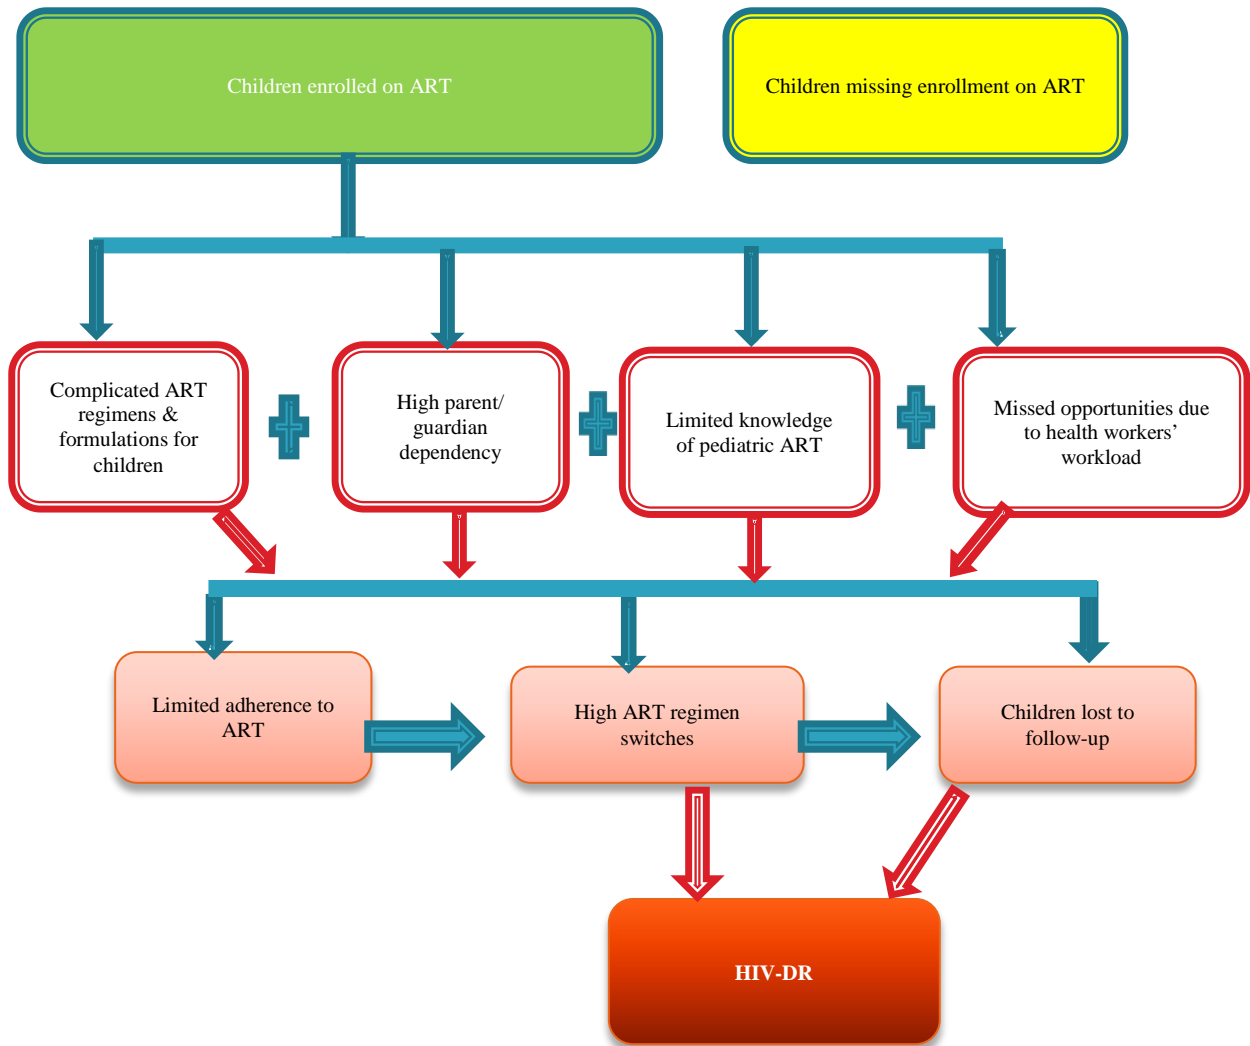 Children enrolled on ART
Children missing enrollment on ART
Complicated ART
regimens &
formulations for
children
High parent/
guardian
dependency
Limited knowledge
of pediatric ART
Missed opportunities due
to health workers’
workload
Limited adherence to
ART
High ART regimen
switches
Children lost to
follow-up
HIV-DR